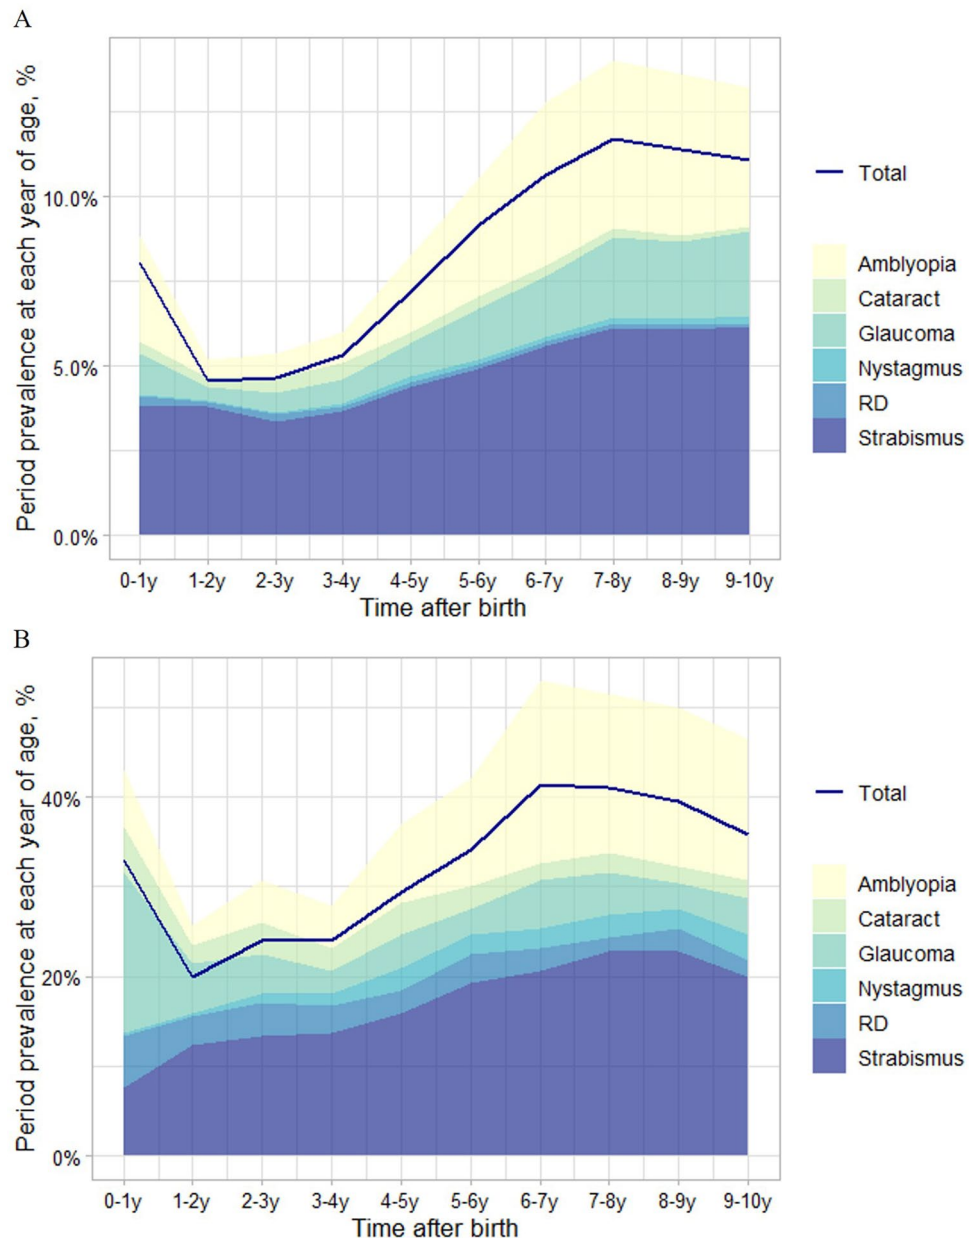 A
Period prevalence at each year of age, %
10.0%
5.0%
0.0%
0-1y 1-2y 2-3y 3-4y 4-5y 5-6y 6-7y 7-8y 8-9y 9-10y
Time after birth
Total
Amblyopia
Cataract
Glaucoma
Nystagmus
RD
Strabismus
B
Period prevalence at each year of age, %
40%
20%
0%
0-1y 1-2y 2-3y 3-4y 4-5y 5-6y 6-7y 7-8y 8-9y 9-10y
Time after birth
Total
Amblyopia
Cataract
Glaucoma
Nystagmus
RD
Strabismus